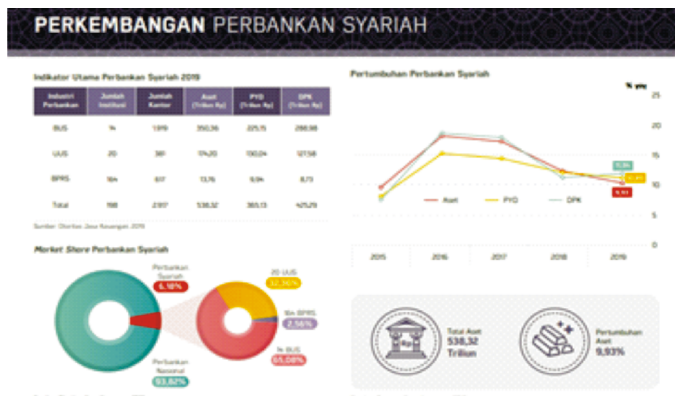 PERKEMBANGAN PERBANKAN SYARIAH
Indikator Utama Perbankan Syariah 2019
Industri Perbankan Jumlah Institusi Jumlah Kantor Aset (Triliun Rp) PYD (Triliun Rp) DPK (Triliun Rp)
BUS 14 1.919 350,36 225,15 288,98
UUS 20 381 174,20 130,04 127,58
BPRS 164 617 13,76 9,94 8,73
Total 198 2.917 538,32 365,13 425,29
Sumber: Otoritas Jasa Keuangan, 2019
Market Share Perbankan Syariah
Perbankan
Syariah
6,18%
Perbankan
Nasional
93,82%
20 UUS
32,36%
164 BPRS
2,56%
14 BUS
65,08%
Pertumbuhan Perbankan Syariah
% yoy
25
20
15
10
5
0
Aset PYD DPK
9,93
2015 2016 2017 2018 2019
Total Aset
538,32
Triliun
Rp
Pertumbuhan
Aset
9,93%